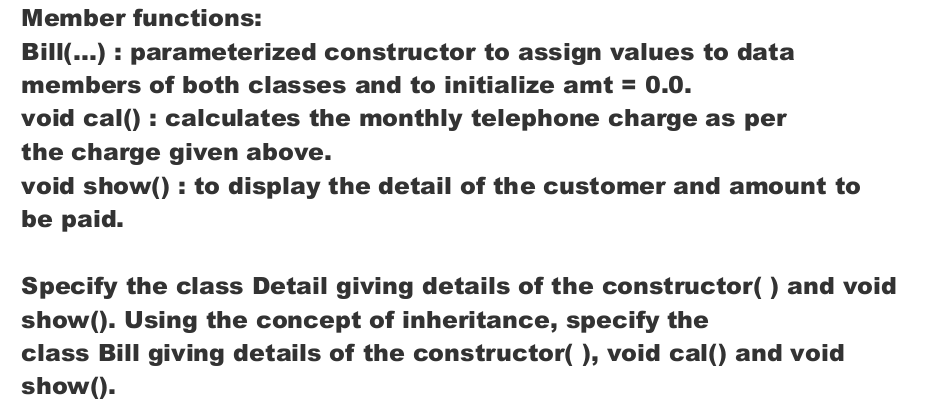 Member functions:
Bill(...) : parameterized constructor to assign values to data
members of both classes and to initialize amt = 0.0.
void cal() : calculates the monthly telephone charge as per
the charge given above.
void show() : to display the detail of the customer and amount to
be paid.
Specify the class Detail giving details of the constructor( ) and void
show(). Using the concept of inheritance, specify the
class Bill giving details of the constructor( ), void cal() and void
show().